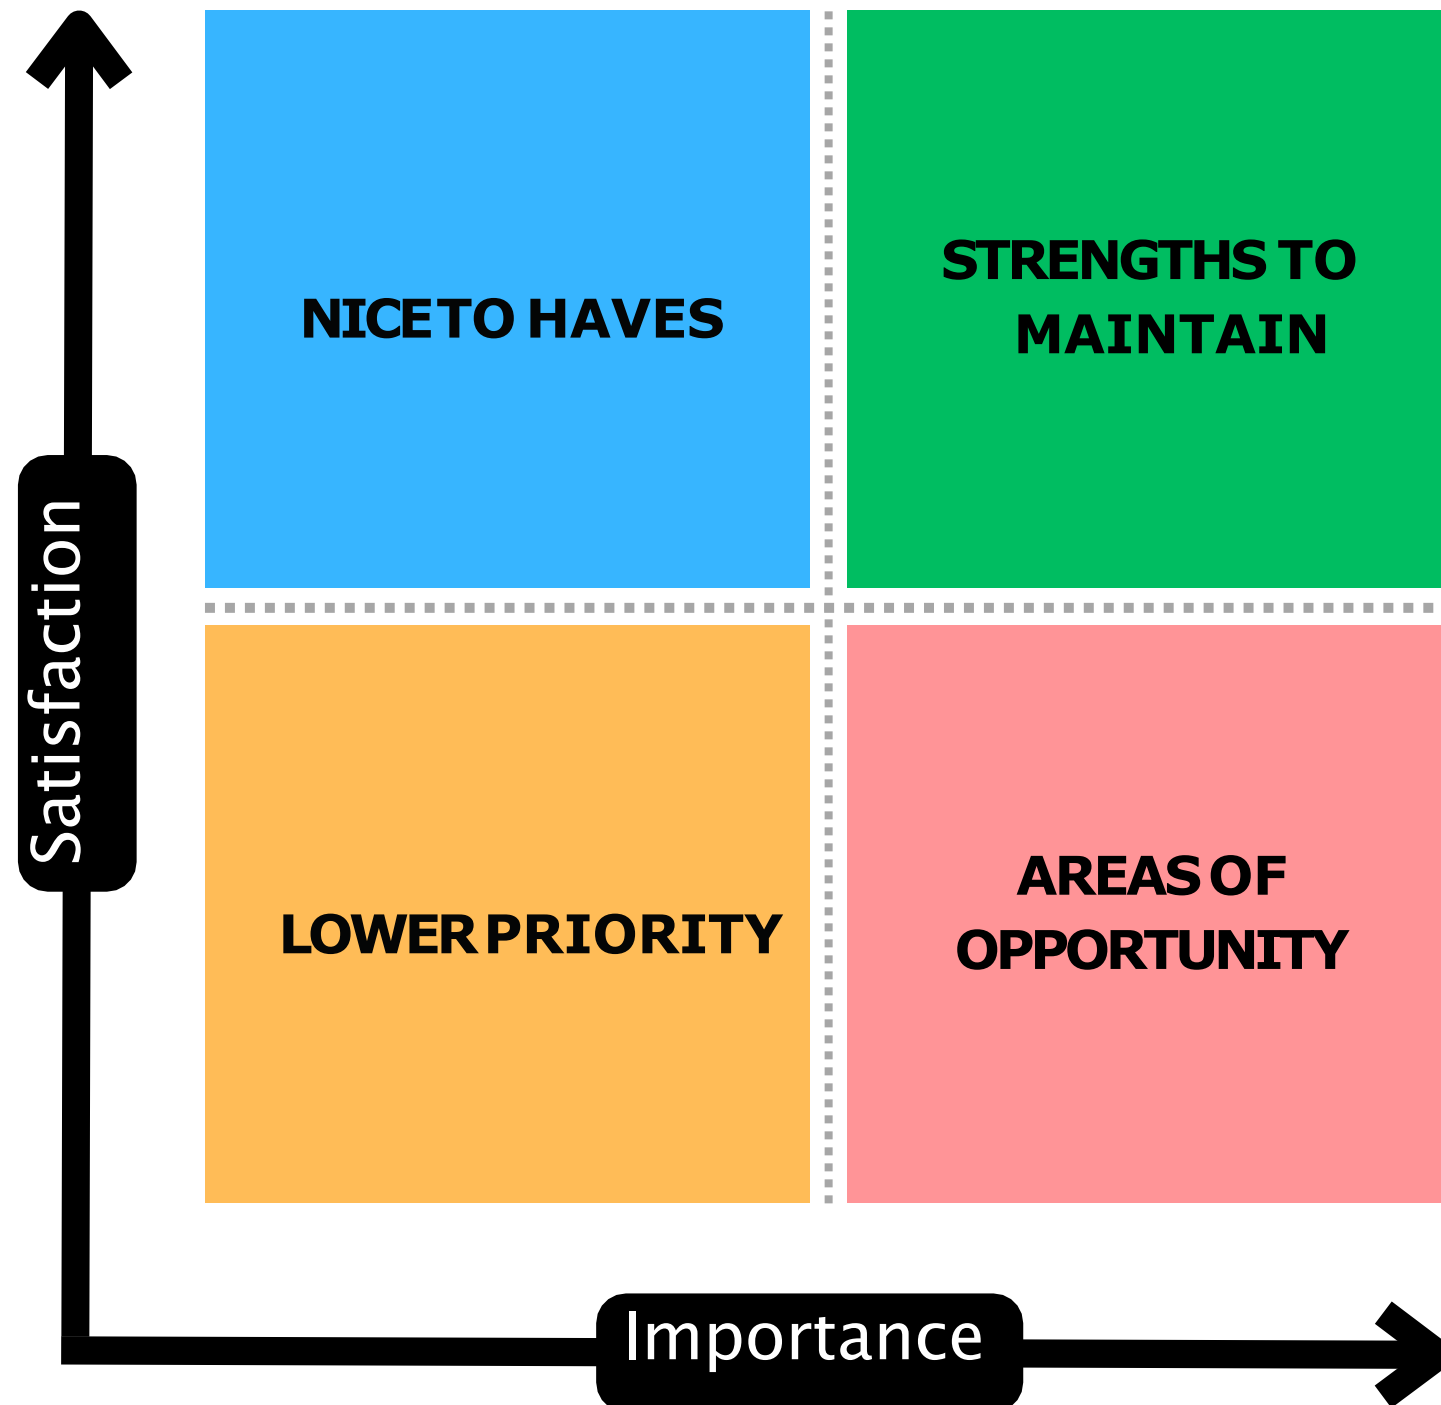 STRENGTHS TO
MAINTAIN
NICE TO HAVES
Satisfaction
AREAS OF
OPPORTUNITY
LOWER PRIORITY
Importance